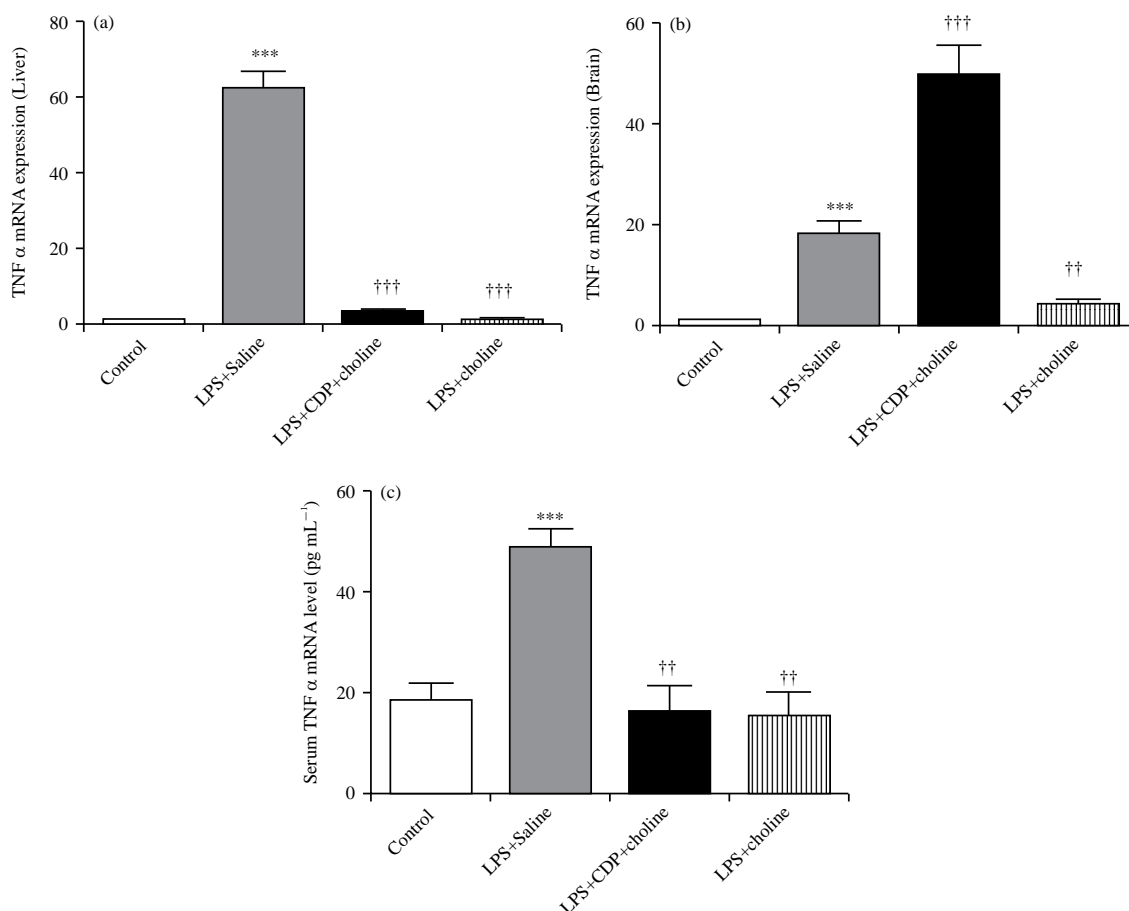 (a)
TNF α mRNA expression (Liver)
80
60
40
20
0
***
†††
†††
Control
LPS+Saline
LPS+CDP+choline
LPS+choline
(b)
TNF α mRNA expression (Brain)
60
40
20
0
***
†††
††
Control
LPS+Saline
LPS+CDP+choline
LPS+choline
(c)
Serum TNF α mRNA level (pg mL⁻¹)
60
40
20
0
***
††
††
Control
LPS+Saline
LPS+CDP+choline
LPS+choline